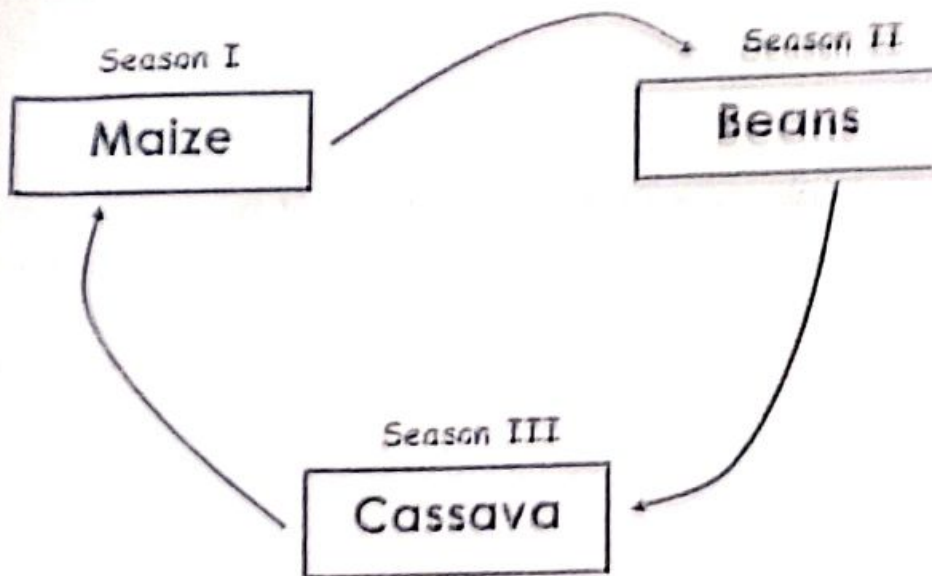 Season I
Maize
Season II
Beans
Season III
Cassava